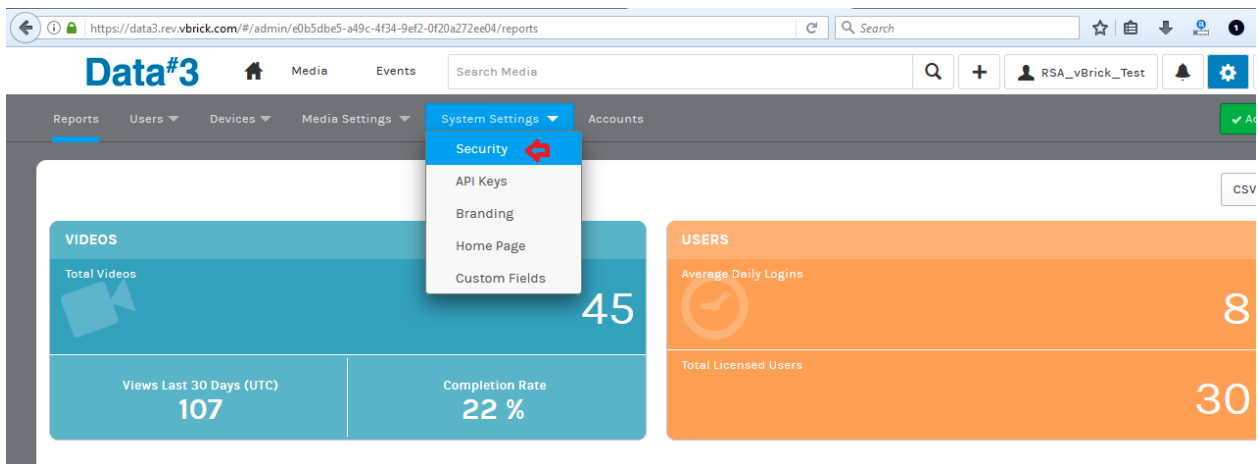 https://data3.rev.vbrick.com/#/admin/e0b5dbe5-a49c-4f34-9ef2-0f20a272ee04/reports Search
Data#3 Media Events Search Media RSA_vBrick_Test
Reports Users Devices Media Settings System Settings Accounts
Security
API Keys
Branding
Home Page
Custom Fields
CSV
VIDEOS
Total Videos
45
Views Last 30 Days (UTC)
107
Completion Rate
22 %
USERS
Average Daily Logins
8
Total Licensed Users
30